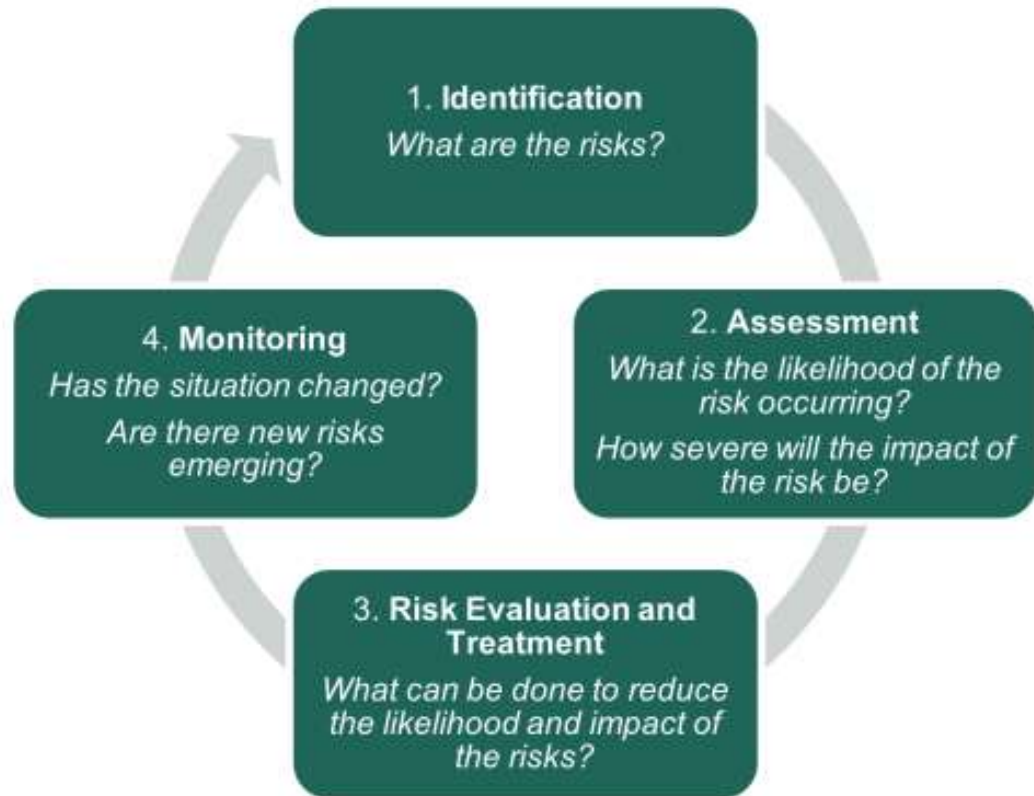 1. Identification
What are the risks?
2. Assessment
What is the likelihood of the
risk occurring?
How severe will the impact of
the risk be?
3. Risk Evaluation and
Treatment
What can be done to reduce
the likelihood and impact of
the risks?
4. Monitoring
Has the situation changed?
Are there new risks
emerging?